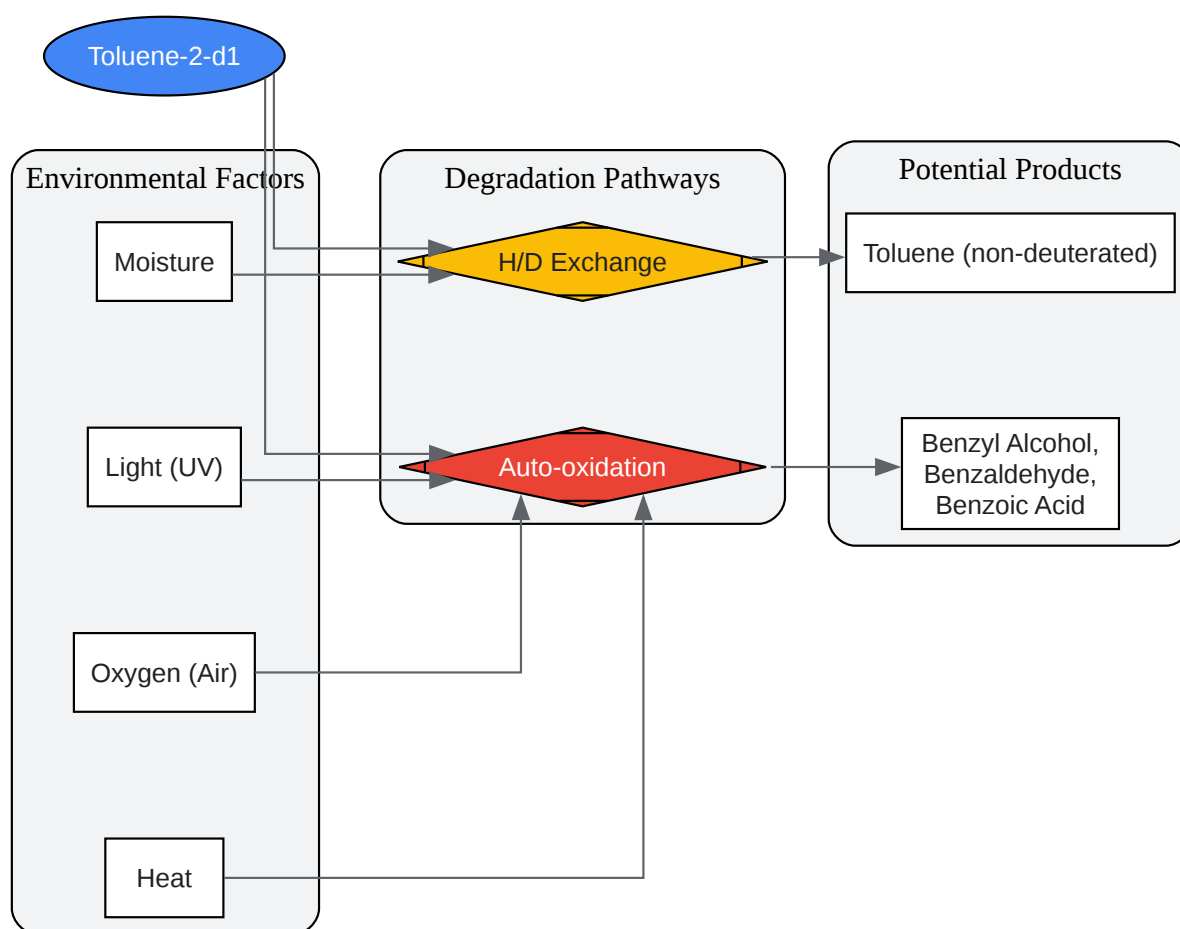 Toluene-2-d1
Environmental Factors
Moisture
Light (UV)
Oxygen (Air)
Heat
Degradation Pathways
H/D Exchange
Auto-oxidation
Potential Products
Toluene (non-deuterated)
Benzyl Alcohol,
Benzaldehyde,
Benzoic Acid